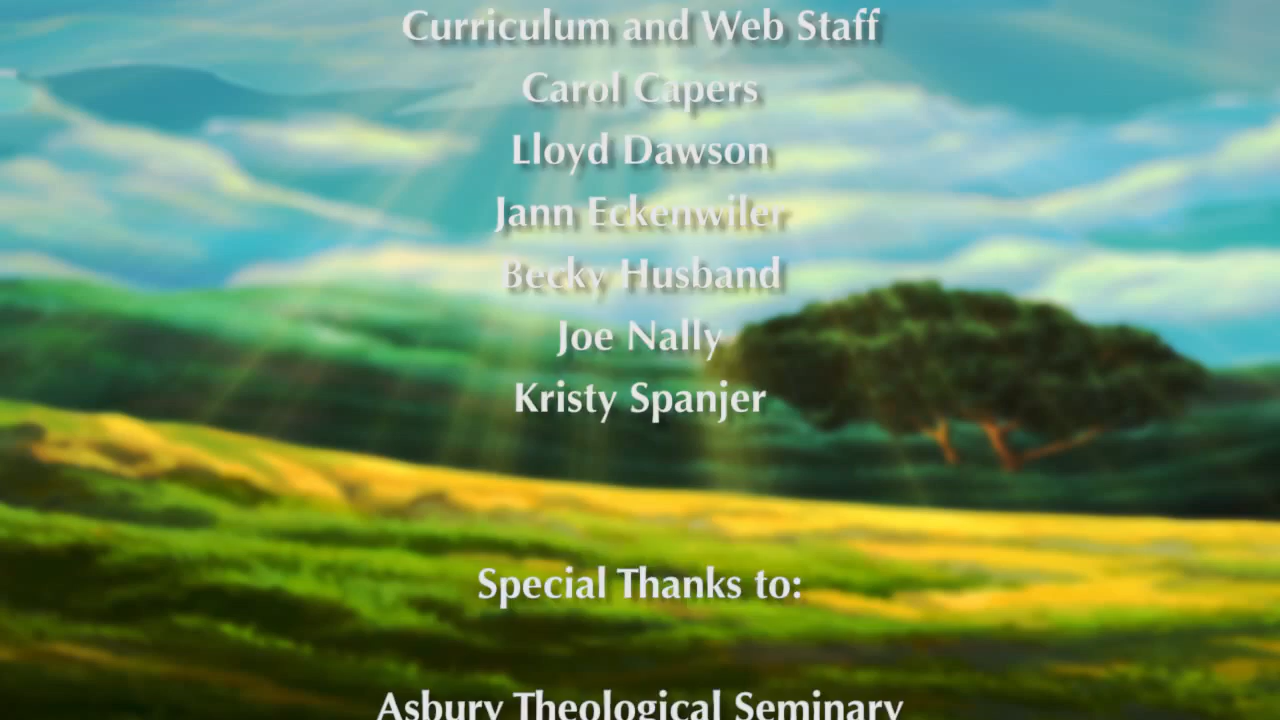 Curriculum and Web Staff
Carol Capers
Lloyd Dawson
Jann Eckenwiler
Becky Husband
Joe Nally
Kristy Spanjer
Special Thanks to:
Asbury Theological Seminary